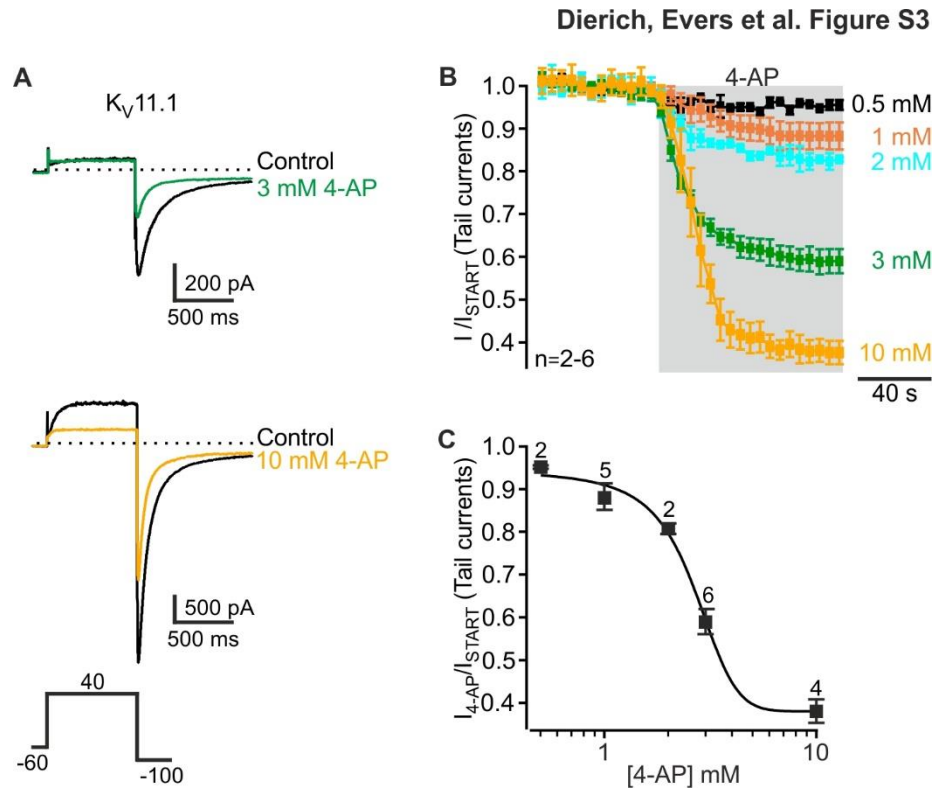 Dierich, Evers et al. Figure S3
A
KV11.1
Control
3 mM 4-AP
200 pA
500 ms
Control
10 mM 4-AP
500 pA
500 ms
40
-60
-100
B
4-AP
I/ISTART (Tail currents)
1.0
0.9
0.8
0.7
0.6
0.5
0.4
n=2-6
0.5 mM
1 mM
2 mM
3 mM
10 mM
40 s
C
I4-AP/ISTART (Tail currents)
1.0
0.9
0.8
0.7
0.6
0.5
0.4
2
5
2
6
4
1
10
[4-AP] mM